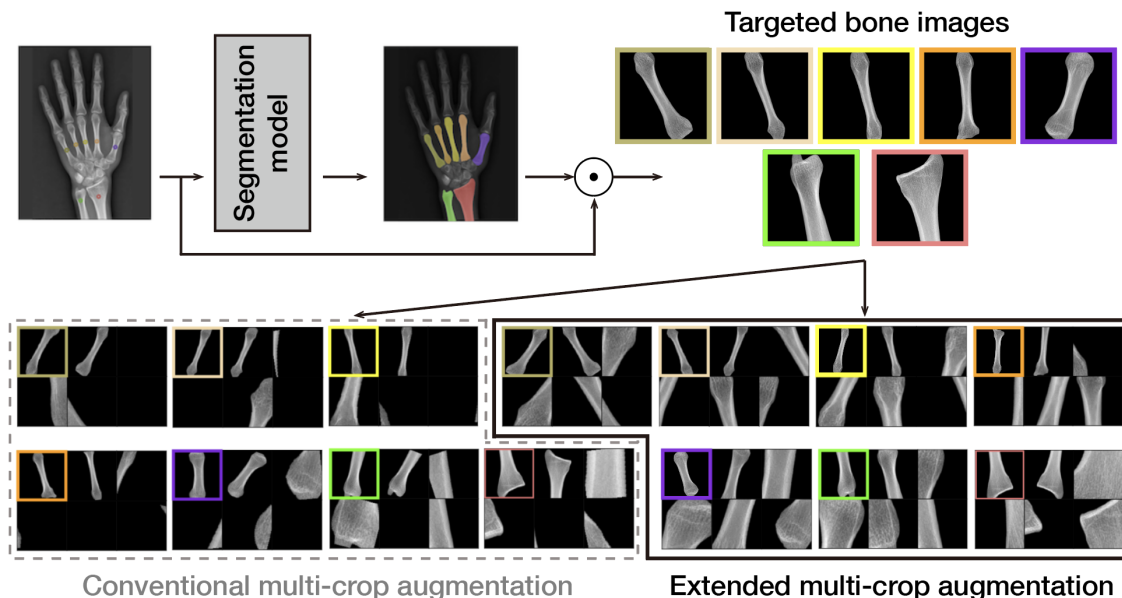 Targeted bone images
Segmentation
model
Conventional multi-crop augmentation
Extended multi-crop augmentation